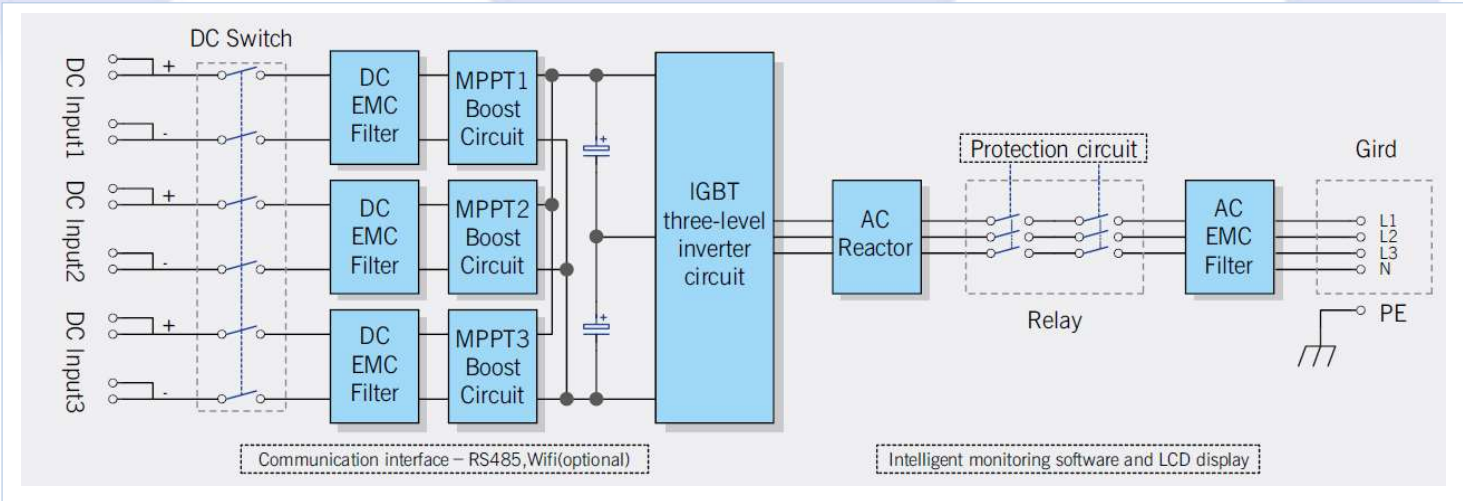 DC Switch
DC Input1
+
-
DC
EMC
Filter
MPPT1
Boost
Circuit
DC Input2
+
-
DC
EMC
Filter
MPPT2
Boost
Circuit
DC Input3
+
-
DC
EMC
Filter
MPPT3
Boost
Circuit
+
+
IGBT
three-level
inverter
circuit
AC
Reactor
Protection circuit
Relay
AC
EMC
Filter
Gird
L1
L2
L3
N
PE
Communication interface – RS485,Wifi(optional)
Intelligent monitoring software and LCD display